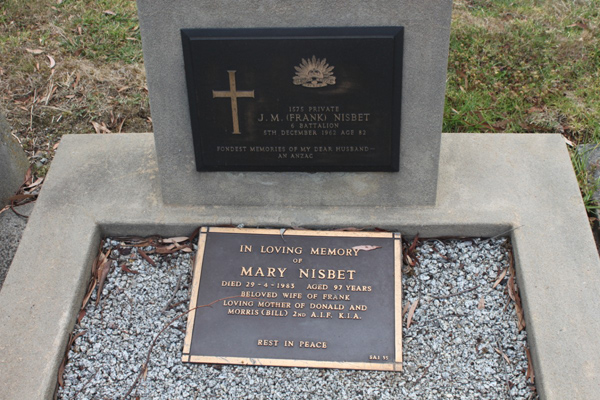 1535 PRIVATE
J. M. (FRANK) NISBET
6 BATTALION
5TH DECEMBER 1962 AGE 82
FONDEST MEMORIES OF MY DEAR HUSBAND -
AN ANZAC
IN LOVING MEMORY
OF
MARY NISBET
DIED 29-4-1983 AGED 97 YEARS
BELOVED WIFE OF FRANK
LOVING MOTHER OF DONALD AND
MORRIS (BILL) 2ND A.I.F. K.I.A.
REST IN PEACE